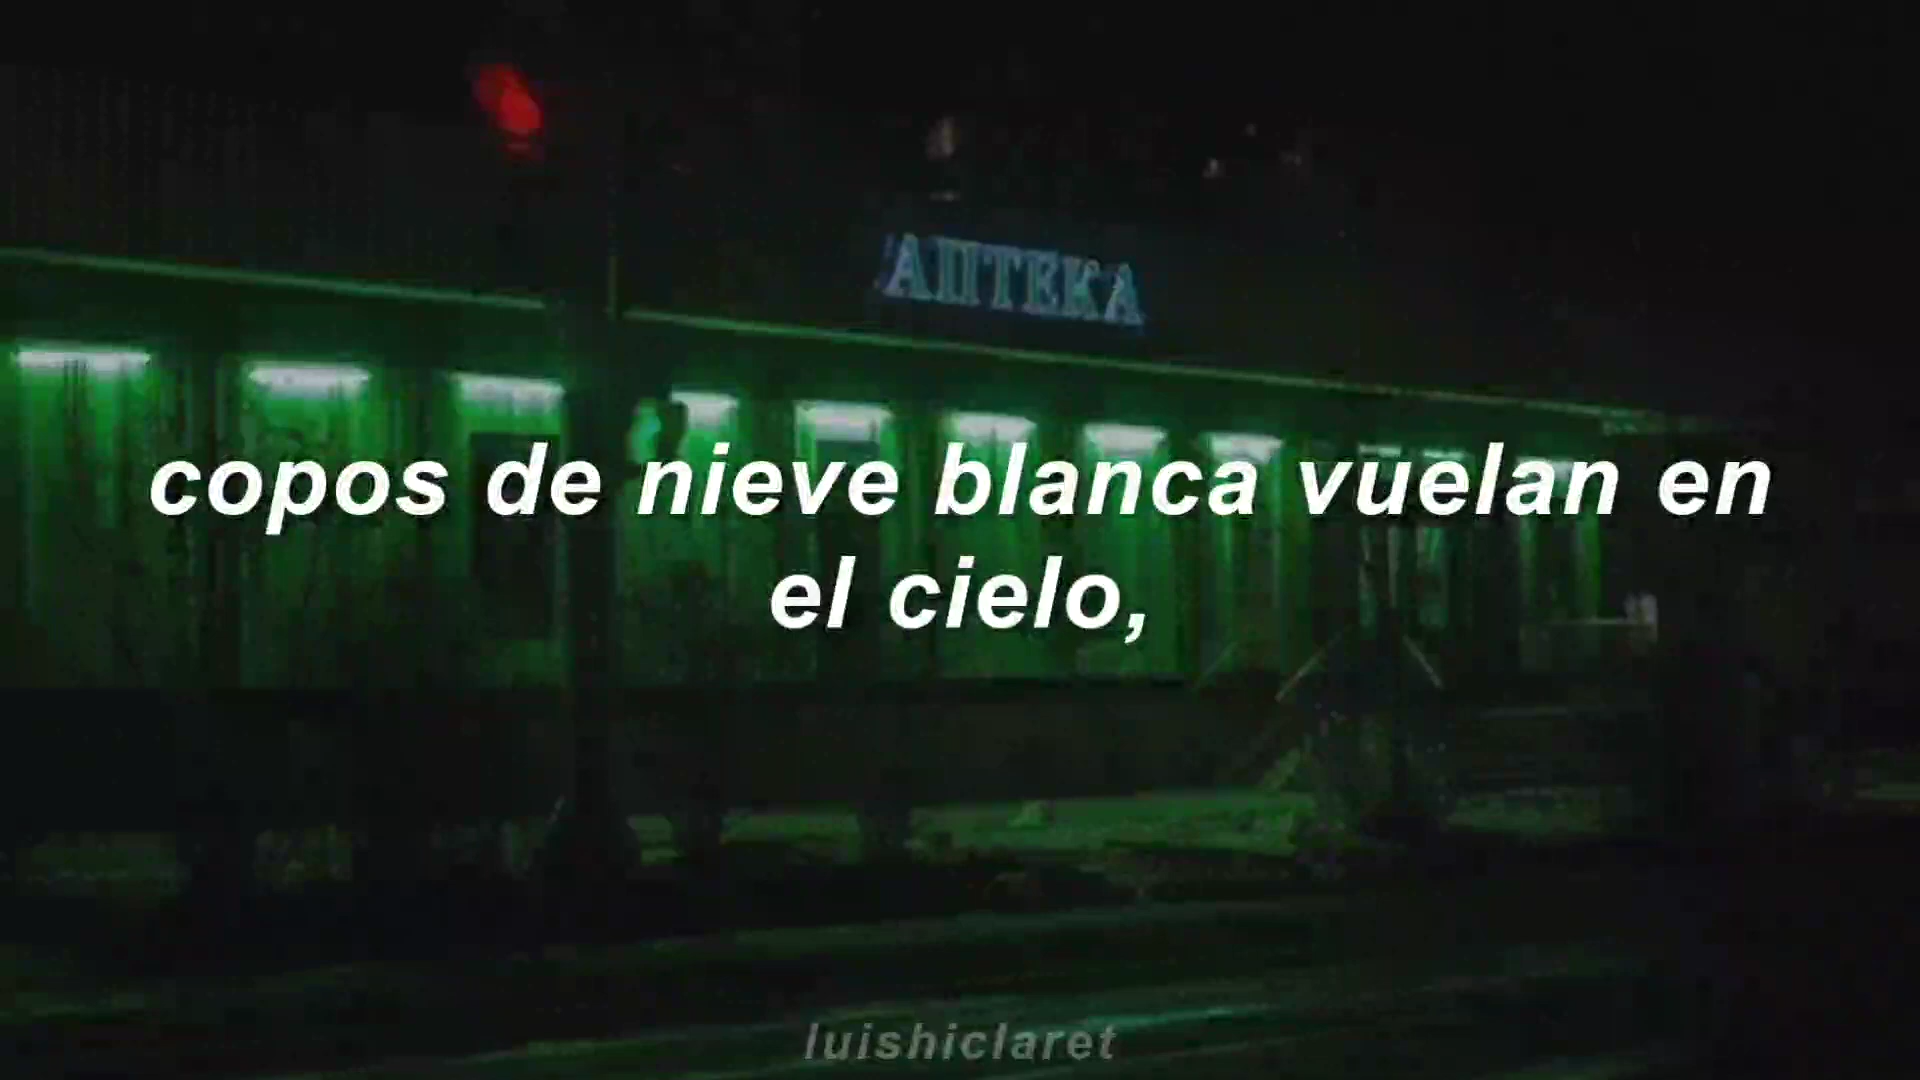 АПТЕКА
copos de nieve blanca vuelan en
el cielo,
luishiclaret